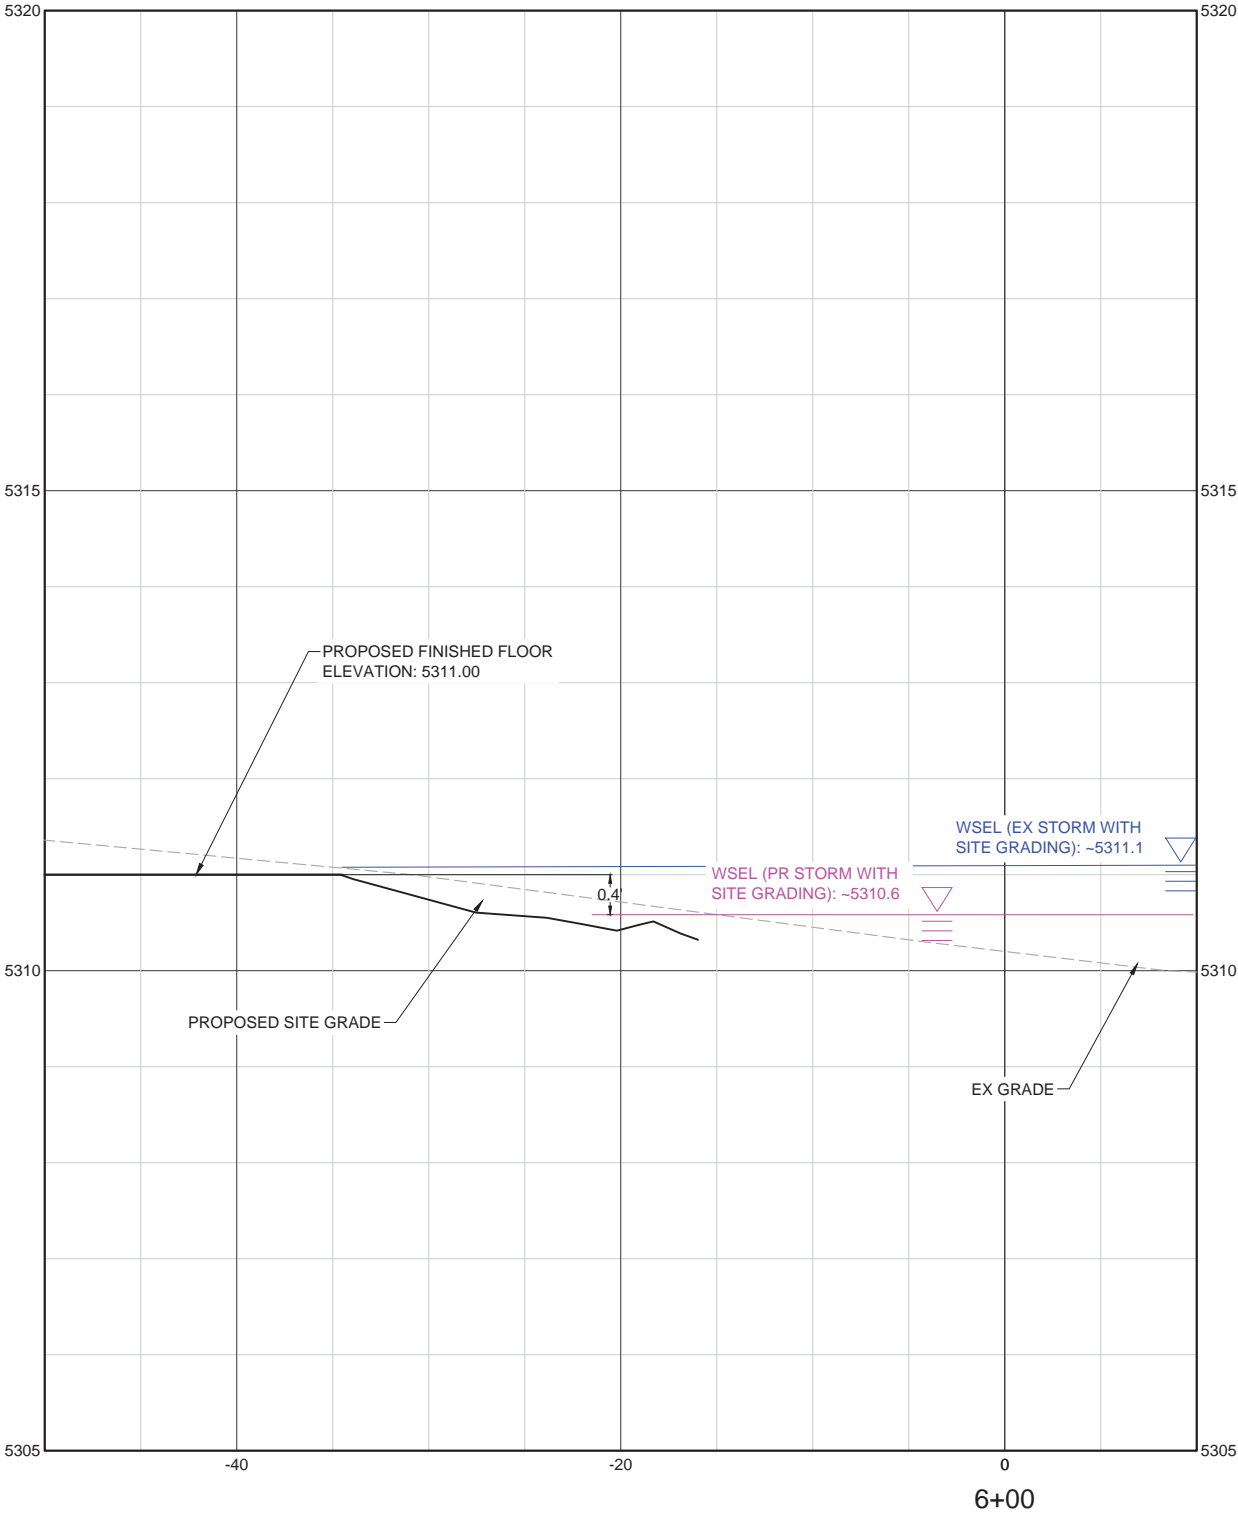 5320
5320
5315
5315
PROPOSED FINISHED FLOOR
ELEVATION: 5311.00
WSEL (EX STORM WITH
SITE GRADING): ~5311.1
WSEL (PR STORM WITH
SITE GRADING): ~5310.6
0.4'
5310
5310
PROPOSED SITE GRADE
EX GRADE
5305
5305
-40
-20
0
6+00